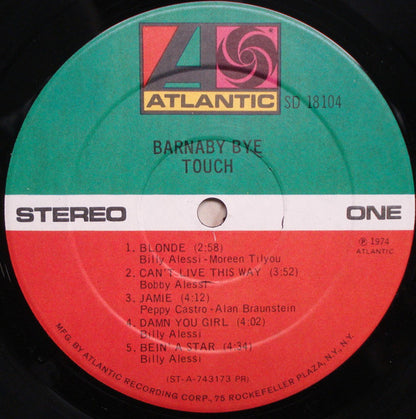 ATLANTIC
SD 18104
BARNABY BYE
TOUCH
STEREO
ONE
℗ 1974
ATLANTIC
1. BLONDE (2:58)
Billy Alessi - Moreen Tilyou
2. CAN'T LIVE THIS WAY (3:52)
Bobby Alessi
3. JAMIE (4:12)
Peppy Castro - Alan Braunstein
4. DAMN YOU GIRL (4:02)
Billy Alessi
5. BEIN' A STAR (4:34)
Billy Alessi
(ST-A-743173 PR)
MFG. BY ATLANTIC RECORDING CORP., 75 ROCKEFELLER PLAZA, N.Y., N.Y.